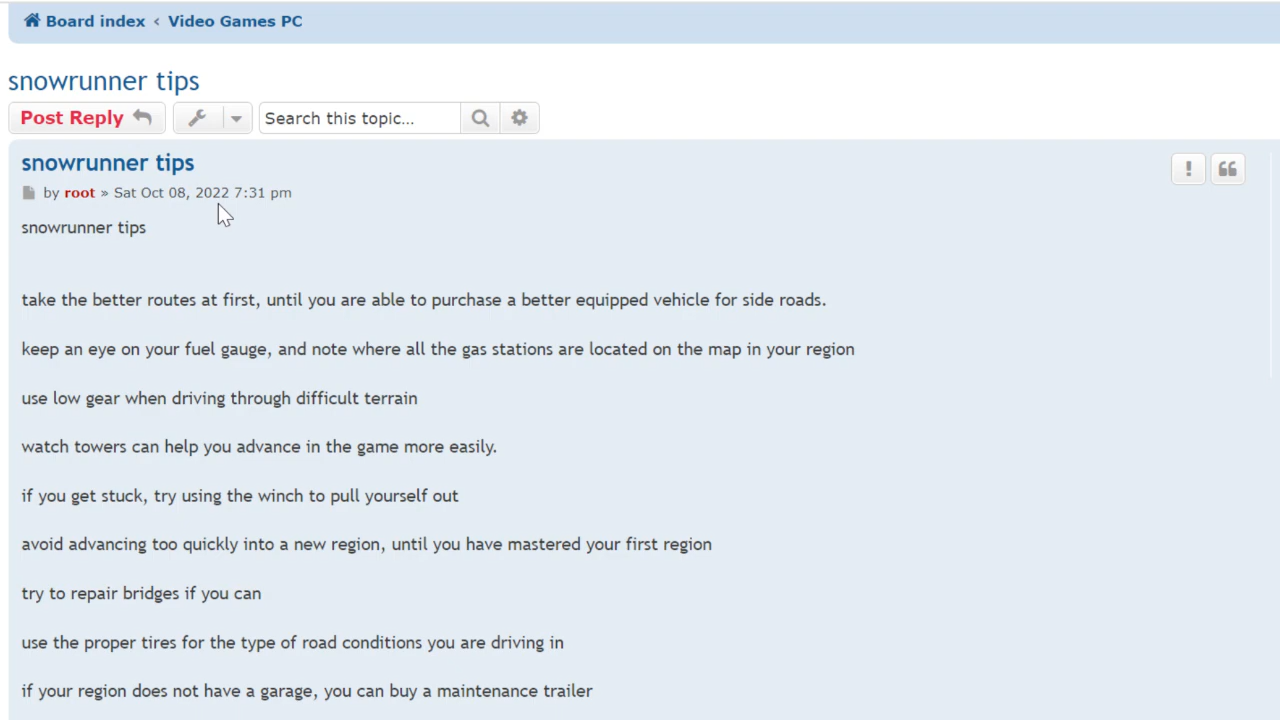 Board index ‹ Video Games PC
snowrunner tips
Post Reply
Search this topic...
snowrunner tips
by root » Sat Oct 08, 2022 7:31 pm
snowrunner tips
take the better routes at first, until you are able to purchase a better equipped vehicle for side roads.
keep an eye on your fuel gauge, and note where all the gas stations are located on the map in your region
use low gear when driving through difficult terrain
watch towers can help you advance in the game more easily.
if you get stuck, try using the winch to pull yourself out
avoid advancing too quickly into a new region, until you have mastered your first region
try to repair bridges if you can
use the proper tires for the type of road conditions you are driving in
if your region does not have a garage, you can buy a maintenance trailer